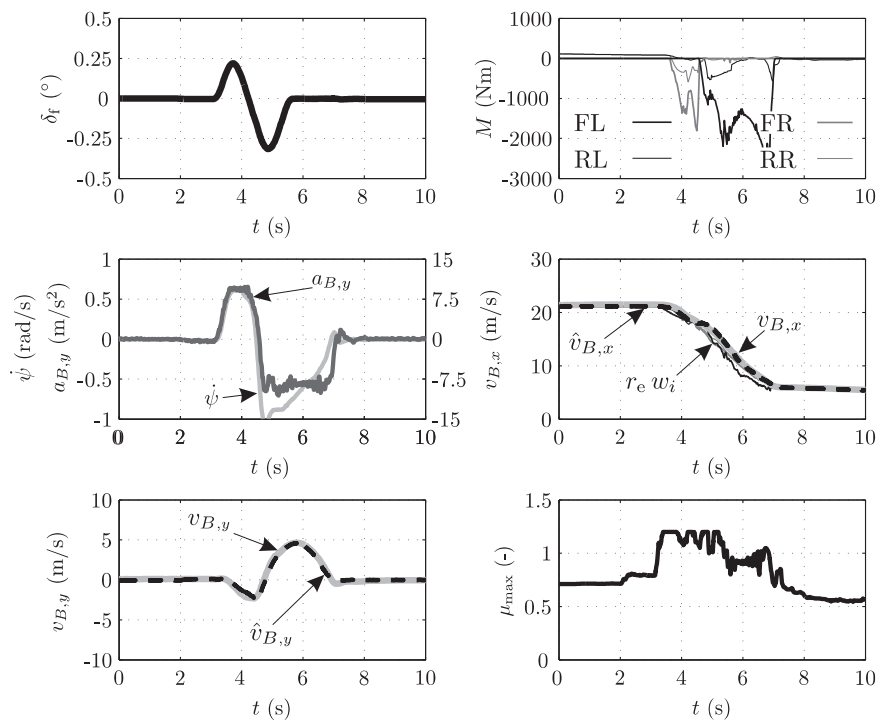 0.5
0.25
0
-0.25
-0.5
δf (°)
0 2 4 6 8 10
t (s)
1000
0
-1000
-2000
-3000
M (Nm)
FL FR
RL RR
0 2 4 6 8 10
t (s)
1
0.5
0
-0.5
-1
ψ̇ (rad/s)
aB,y (m/s²)
15
7.5
0
-7.5
-15
aB,y
ψ̇
0 2 4 6 8 10
t (s)
30
20
10
0
vB,x (m/s)
v̂B,x
vB,x
re wi
0 2 4 6 8 10
t (s)
10
5
0
-5
-10
vB,y (m/s)
vB,y
v̂B,y
0 2 4 6 8 10
t (s)
1.5
1
0.5
0
μmax (-)
0 2 4 6 8 10
t (s)